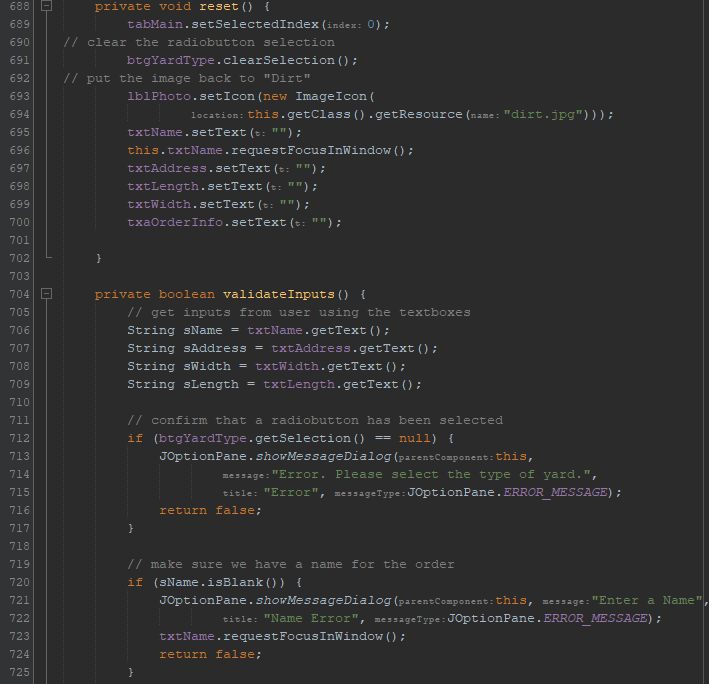 688 private void reset() {
689 tabMain.setSelectedIndex(index: 0);
690 // clear the radiobutton selection
691 btgYardType.clearSelection();
692 // put the image back to "Dirt"
693 lblPhoto.setIcon(new ImageIcon(
694 location: this.getClass().getResource(name: "dirt.jpg")));
695 txtName.setText(t: "");
696 this.txtName.requestFocusInWindow();
697 txtAddress.setText(t: "");
698 txtLength.setText(t: "");
699 txtWidth.setText(t: "");
700 txaOrderInfo.setText(t: "");
701
702 }
703
704 private boolean validateInputs() {
705 // get inputs from user using the textboxes
706 String sName = txtName.getText();
707 String sAddress = txtAddress.getText();
708 String sWidth = txtWidth.getText();
709 String sLength = txtLength.getText();
710
711 // confirm that a radiobutton has been selected
712 if (btgYardType.getSelection() == null) {
713 JOptionPane.showMessageDialog(parentComponent: this,
714 message: "Error. Please select the type of yard.",
715 title: "Error", messageType: JOptionPane.ERROR_MESSAGE);
716 return false;
717 }
718
719 // make sure we have a name for the order
720 if (sName.isBlank()) {
721 JOptionPane.showMessageDialog(parentComponent: this, message: "Enter a Name",
722 title: "Name Error", messageType: JOptionPane.ERROR_MESSAGE);
723 txtName.requestFocusInWindow();
724 return false;
725 }